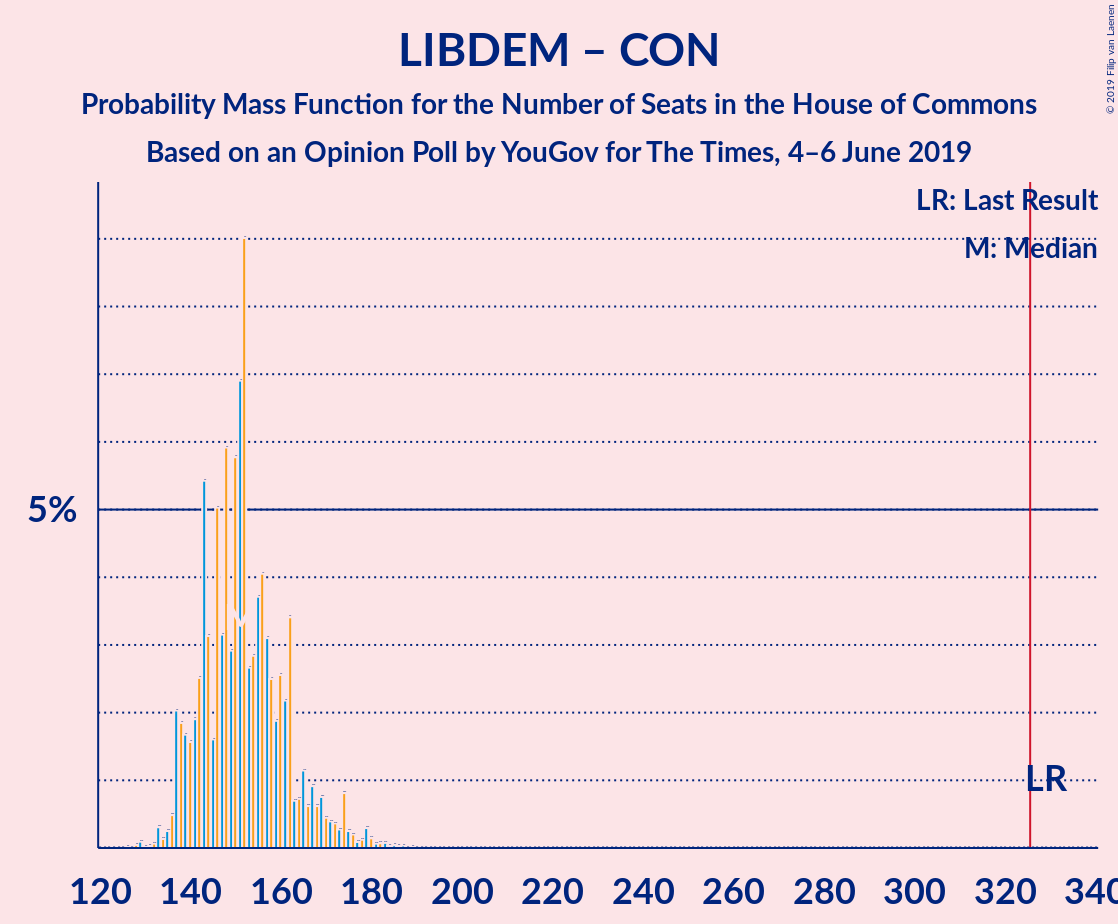 LIBDEM – CON
Probability Mass Function for the Number of Seats in the House of Commons
Based on an Opinion Poll by YouGov for The Times, 4–6 June 2019
© 2019 Filip van Laenen
LR: Last Result
M: Median
5%
LR
120 140 160 180 200 220 240 260 280 300 320 340